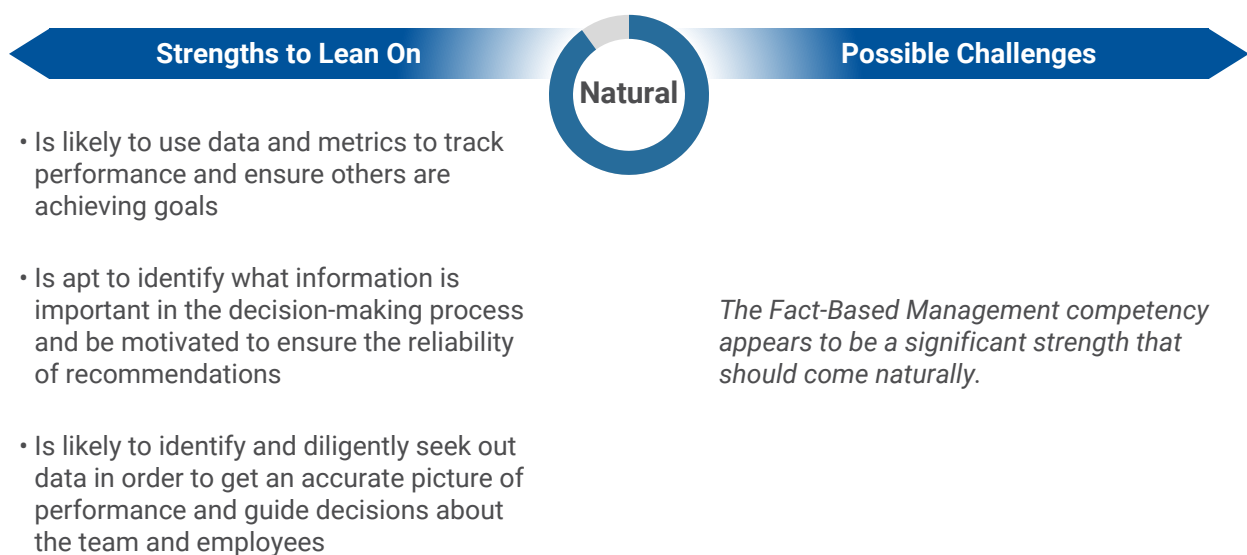 Strengths to Lean On
Natural
Possible Challenges
• Is likely to use data and metrics to track
performance and ensure others are
achieving goals
• Is apt to identify what information is
important in the decision-making process
and be motivated to ensure the reliability
of recommendations
• Is likely to identify and diligently seek out
data in order to get an accurate picture of
performance and guide decisions about
the team and employees
The Fact-Based Management competency
appears to be a significant strength that
should come naturally.